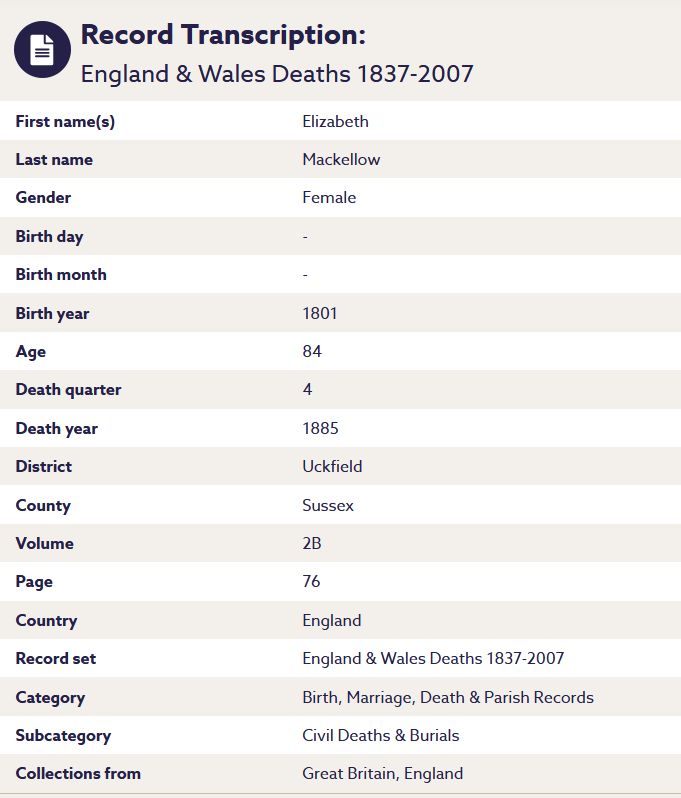 Record Transcription:
England & Wales Deaths 1837-2007
First name(s) Elizabeth
Last name Mackellow
Gender Female
Birth day -
Birth month -
Birth year 1801
Age 84
Death quarter 4
Death year 1885
District Uckfield
County Sussex
Volume 2B
Page 76
Country England
Record set England & Wales Deaths 1837-2007
Category Birth, Marriage, Death & Parish Records
Subcategory Civil Deaths & Burials
Collections from Great Britain, England